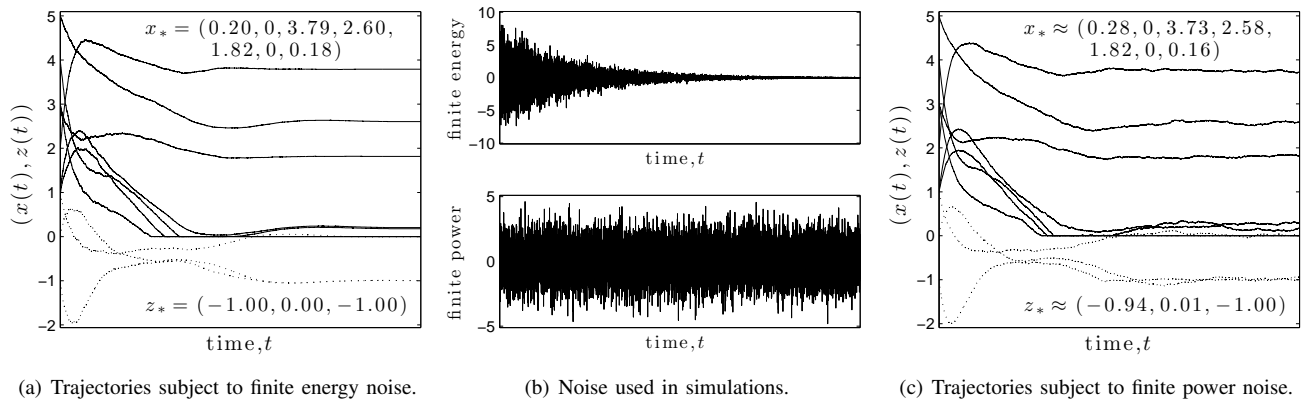 x* = (0.20, 0, 3.79, 2.60,
1.82, 0, 0.18)
5
4
3
2
1
0
−1
−2
(x(t), z(t))
z* = (−1.00, 0.00, −1.00)
time, t
(a) Trajectories subject to finite energy noise.
10
5
0
−5
−10
finite energy
time, t
5
0
−5
finite power
time, t
(b) Noise used in simulations.
x* ≈ (0.28, 0, 3.73, 2.58,
1.82, 0, 0.16)
5
4
3
2
1
0
−1
−2
(x(t), z(t))
z* ≈ (−0.94, 0.01, −1.00)
time, t
(c) Trajectories subject to finite power noise.